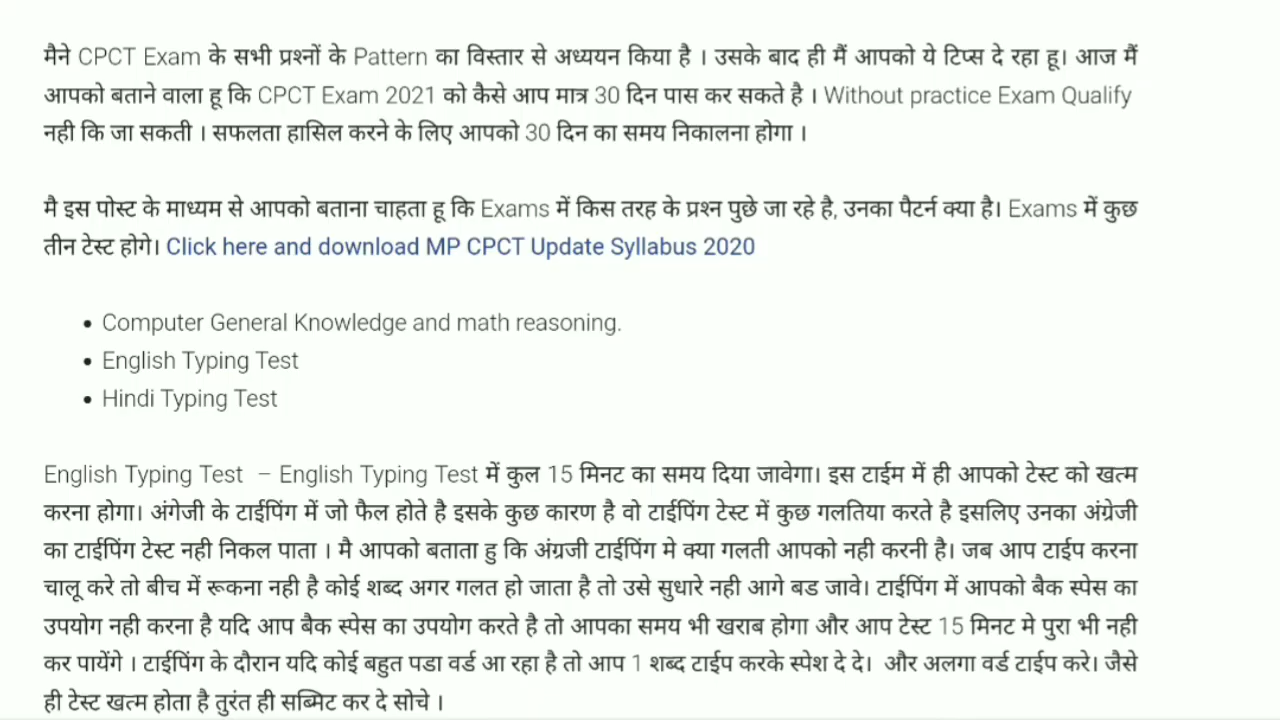 मैने CPCT Exam के सभी प्रश्नों के Pattern का विस्तार से अध्ययन किया है । उसके बाद ही मैं आपको ये टिप्स दे रहा हू। आज मैं
आपको बताने वाला हू कि CPCT Exam 2021 को कैसे आप मात्र 30 दिन पास कर सकते है । Without practice Exam Qualify
नही कि जा सकती । सफलता हासिल करने के लिए आपको 30 दिन का समय निकालना होगा ।
मै इस पोस्ट के माध्यम से आपको बताना चाहता हू कि Exams में किस तरह के प्रश्न पुछे जा रहे है, उनका पैटर्न क्या है। Exams में कुछ
तीन टेस्ट होगे। Click here and download MP CPCT Update Syllabus 2020
• Computer General Knowledge and math reasoning.
• English Typing Test
• Hindi Typing Test
English Typing Test – English Typing Test में कुल 15 मिनट का समय दिया जावेगा। इस टाईम में ही आपको टेस्ट को खत्म
करना होगा। अंगेजी के टाईपिंग में जो फैल होते है इसके कुछ कारण है वो टाईपिंग टेस्ट में कुछ गलतिया करते है इसलिए उनका अंग्रेजी
का टाईपिंग टेस्ट नही निकल पाता । मै आपको बताता हु कि अंग्रजी टाईपिंग मे क्या गलती आपको नही करनी है। जब आप टाईप करना
चालू करे तो बीच में रूकना नही है कोई शब्द अगर गलत हो जाता है तो उसे सुधारे नही आगे बड जावे। टाईपिंग में आपको बैक स्पेस का
उपयोग नही करना है यदि आप बैक स्पेस का उपयोग करते है तो आपका समय भी खराब होगा और आप टेस्ट 15 मिनट मे पुरा भी नही
कर पायेंगे । टाईपिंग के दौरान यदि कोई बहुत पडा वर्ड आ रहा है तो आप 1 शब्द टाईप करके स्पेश दे दे। और अलगा वर्ड टाईप करे। जैसे
ही टेस्ट खत्म होता है तुरंत ही सब्मिट कर दे सोचे ।